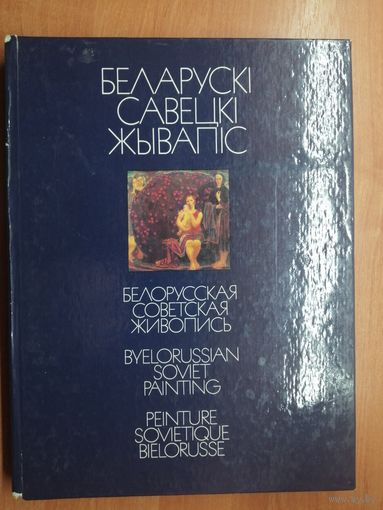 БЕЛАРУСКІ
САВЕЦКІ
ЖЫВАПІС
БЕЛОРУССКАЯ
СОВЕТСКАЯ
ЖИВОПИСЬ
BYELORUSSIAN
SOVIET
PAINTING
PEINTURE
SOVIETIQUE
BIELORUSSE